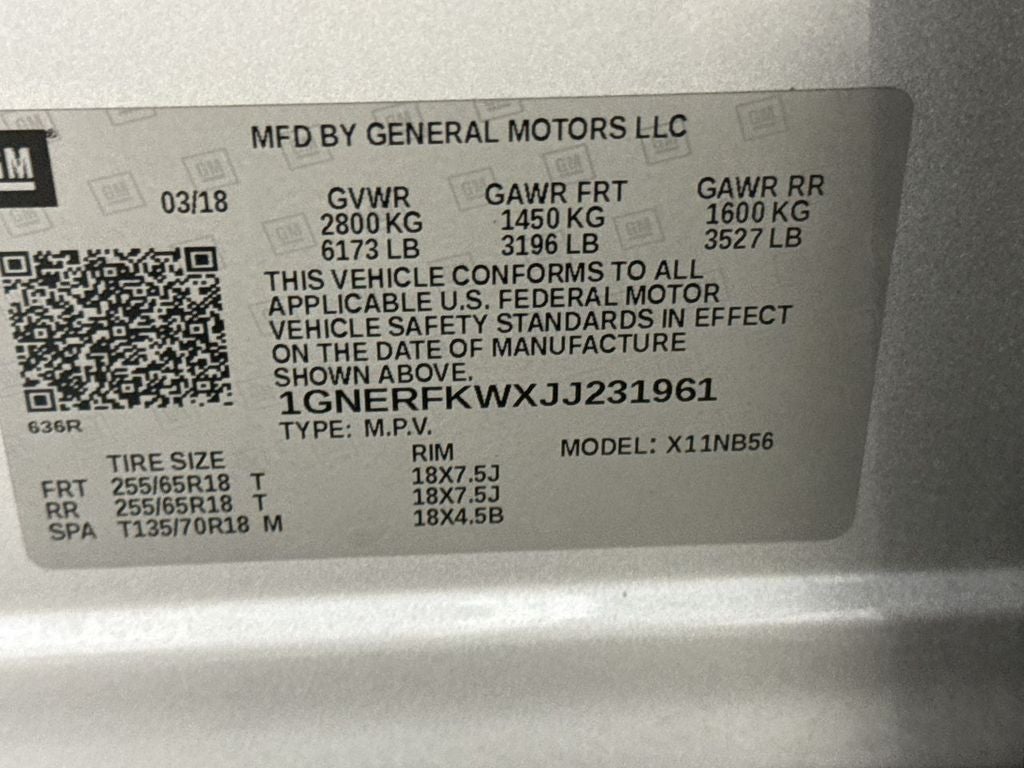 GM
MFD BY GENERAL MOTORS LLC
03/18 GVWR GAWR FRT GAWR RR
2800 KG 1450 KG 1600 KG
6173 LB 3196 LB 3527 LB
THIS VEHICLE CONFORMS TO ALL
APPLICABLE U.S. FEDERAL MOTOR
VEHICLE SAFETY STANDARDS IN EFFECT
ON THE DATE OF MANUFACTURE
SHOWN ABOVE.
1GNERFKWXJJ231961
636R
TYPE: M.P.V.
MODEL: X11NB56
TIRE SIZE RIM
FRT 255/65R18 T 18X7.5J
RR 255/65R18 T 18X7.5J
SPA T135/70R18 M 18X4.5B